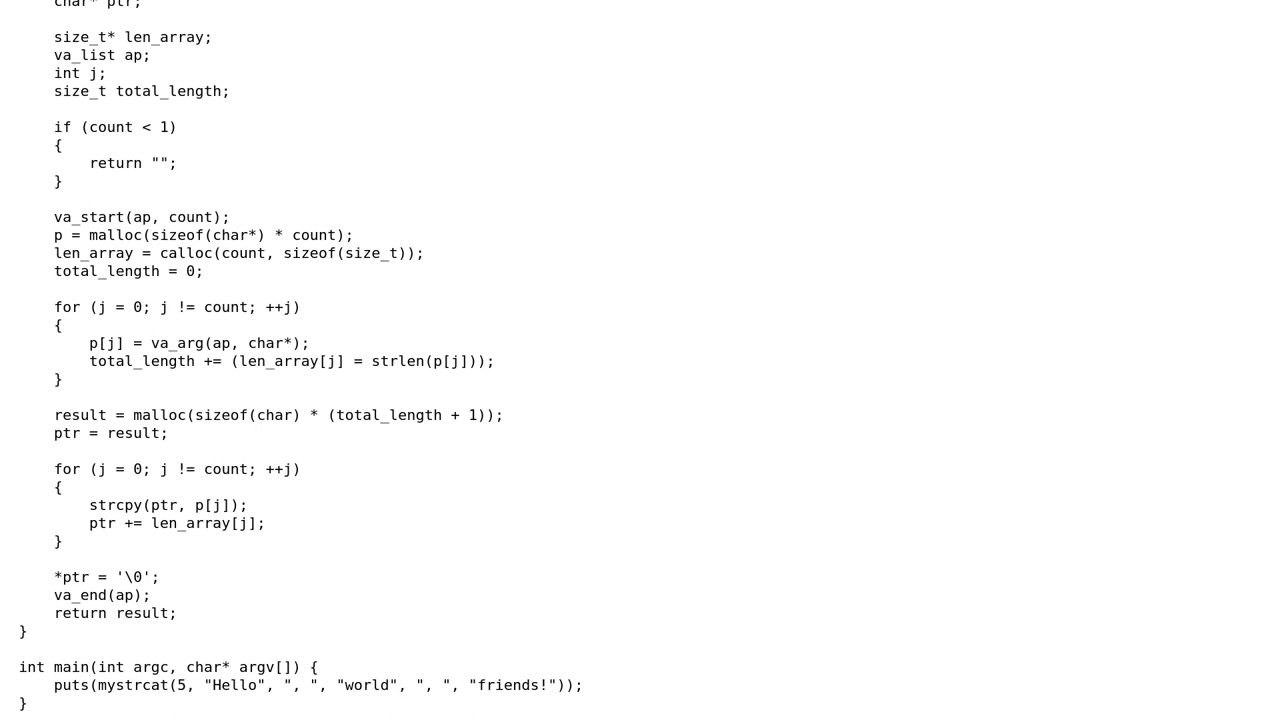 char* ptr;

    size_t* len_array;
    va_list ap;
    int j;
    size_t total_length;

    if (count < 1)
    {
        return "";
    }

    va_start(ap, count);
    p = malloc(sizeof(char*) * count);
    len_array = calloc(count, sizeof(size_t));
    total_length = 0;

    for (j = 0; j != count; ++j)
    {
        p[j] = va_arg(ap, char*);
        total_length += (len_array[j] = strlen(p[j]));
    }

    result = malloc(sizeof(char) * (total_length + 1));
    ptr = result;

    for (j = 0; j != count; ++j)
    {
        strcpy(ptr, p[j]);
        ptr += len_array[j];
    }

    *ptr = '\0';
    va_end(ap);
    return result;
}

int main(int argc, char* argv[]) {
    puts(mystrcat(5, "Hello", ", ", "world", ", ", "friends!"));
}